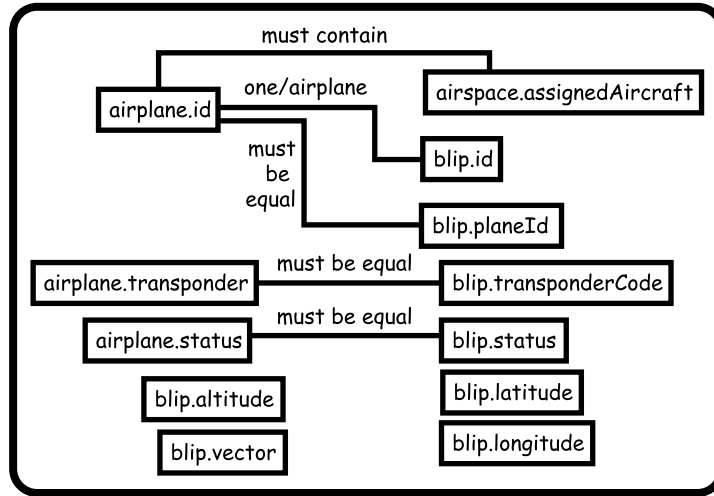 must contain
airspace.assignedAircraft
one/airplane
airplane.id
must
be
equal
blip.id
blip.planeId
must be equal
airplane.transponder
blip.transponderCode
must be equal
airplane.status
blip.status
blip.altitude
blip.latitude
blip.vector
blip.longitude